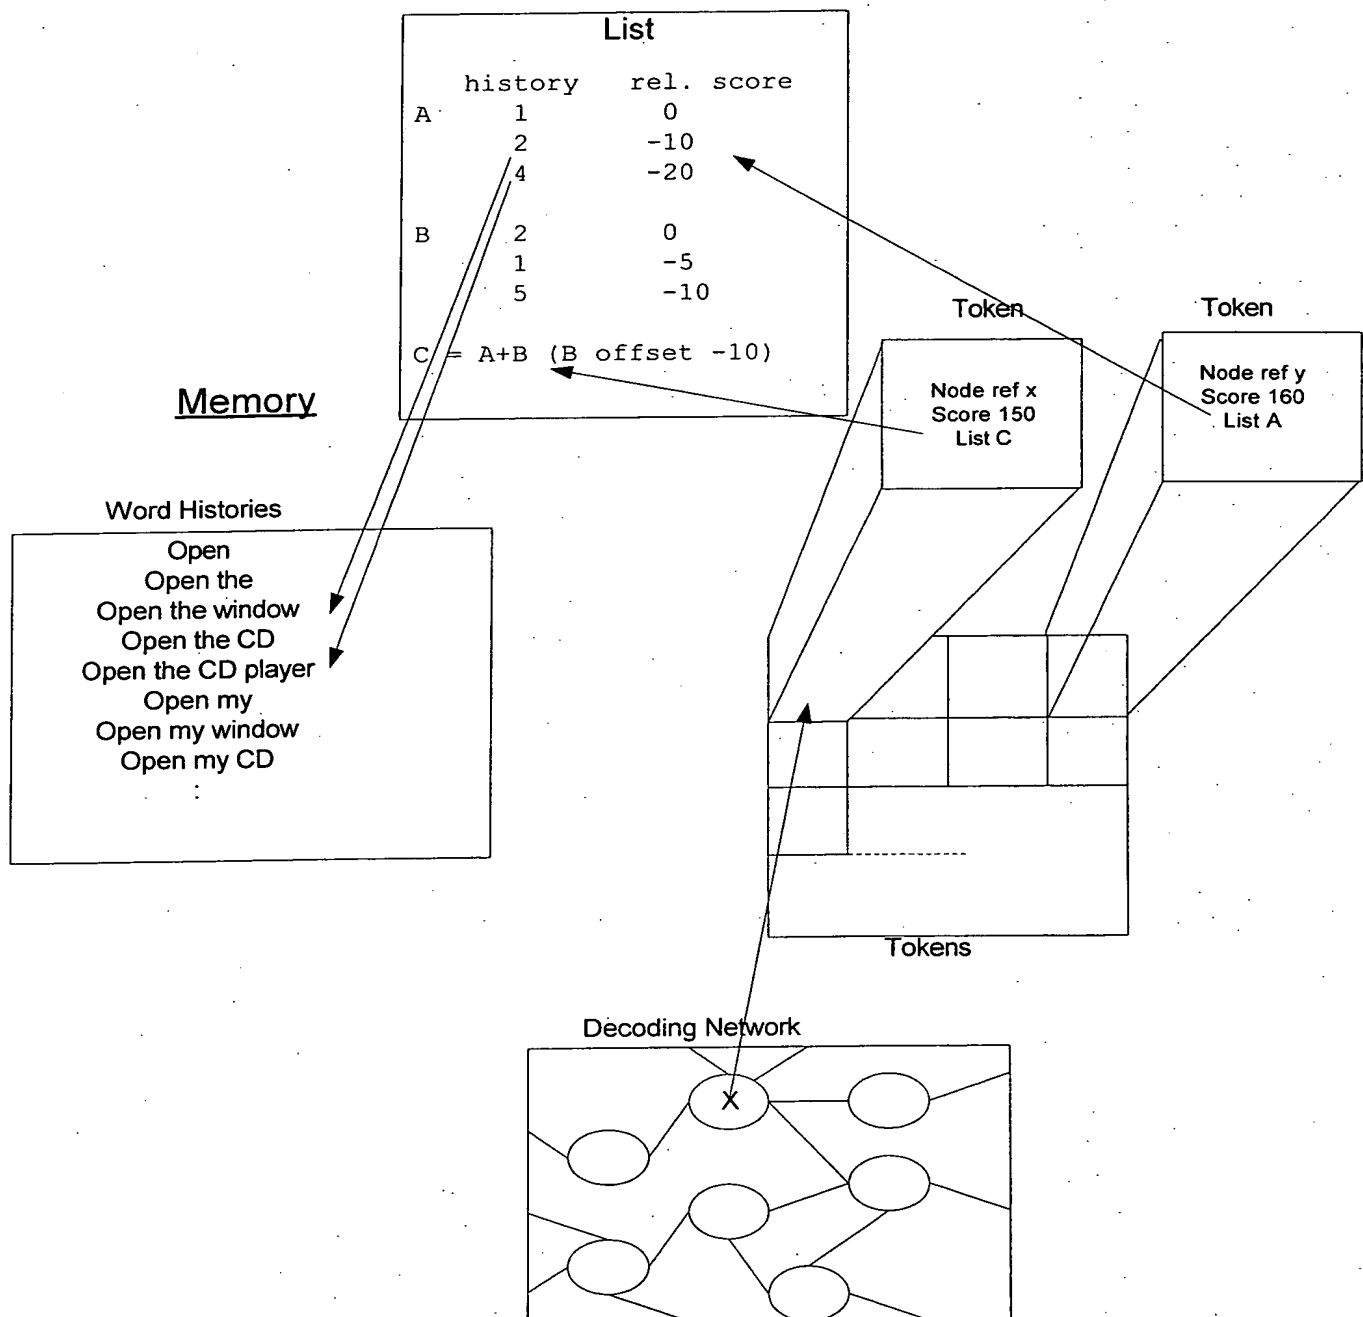 List
history rel. score
A 1 0
2 -10
4 -20
B 2 0
1 -5
5 -10
C = A+B (B offset -10)
Memory
Token
Node ref x
Score 150
List C
Token
Node ref y
Score 160
List A
Word Histories
Open
Open the
Open the window
Open the CD
Open the CD player
Open my
Open my window
Open my CD
:
Tokens
Decoding Network
X